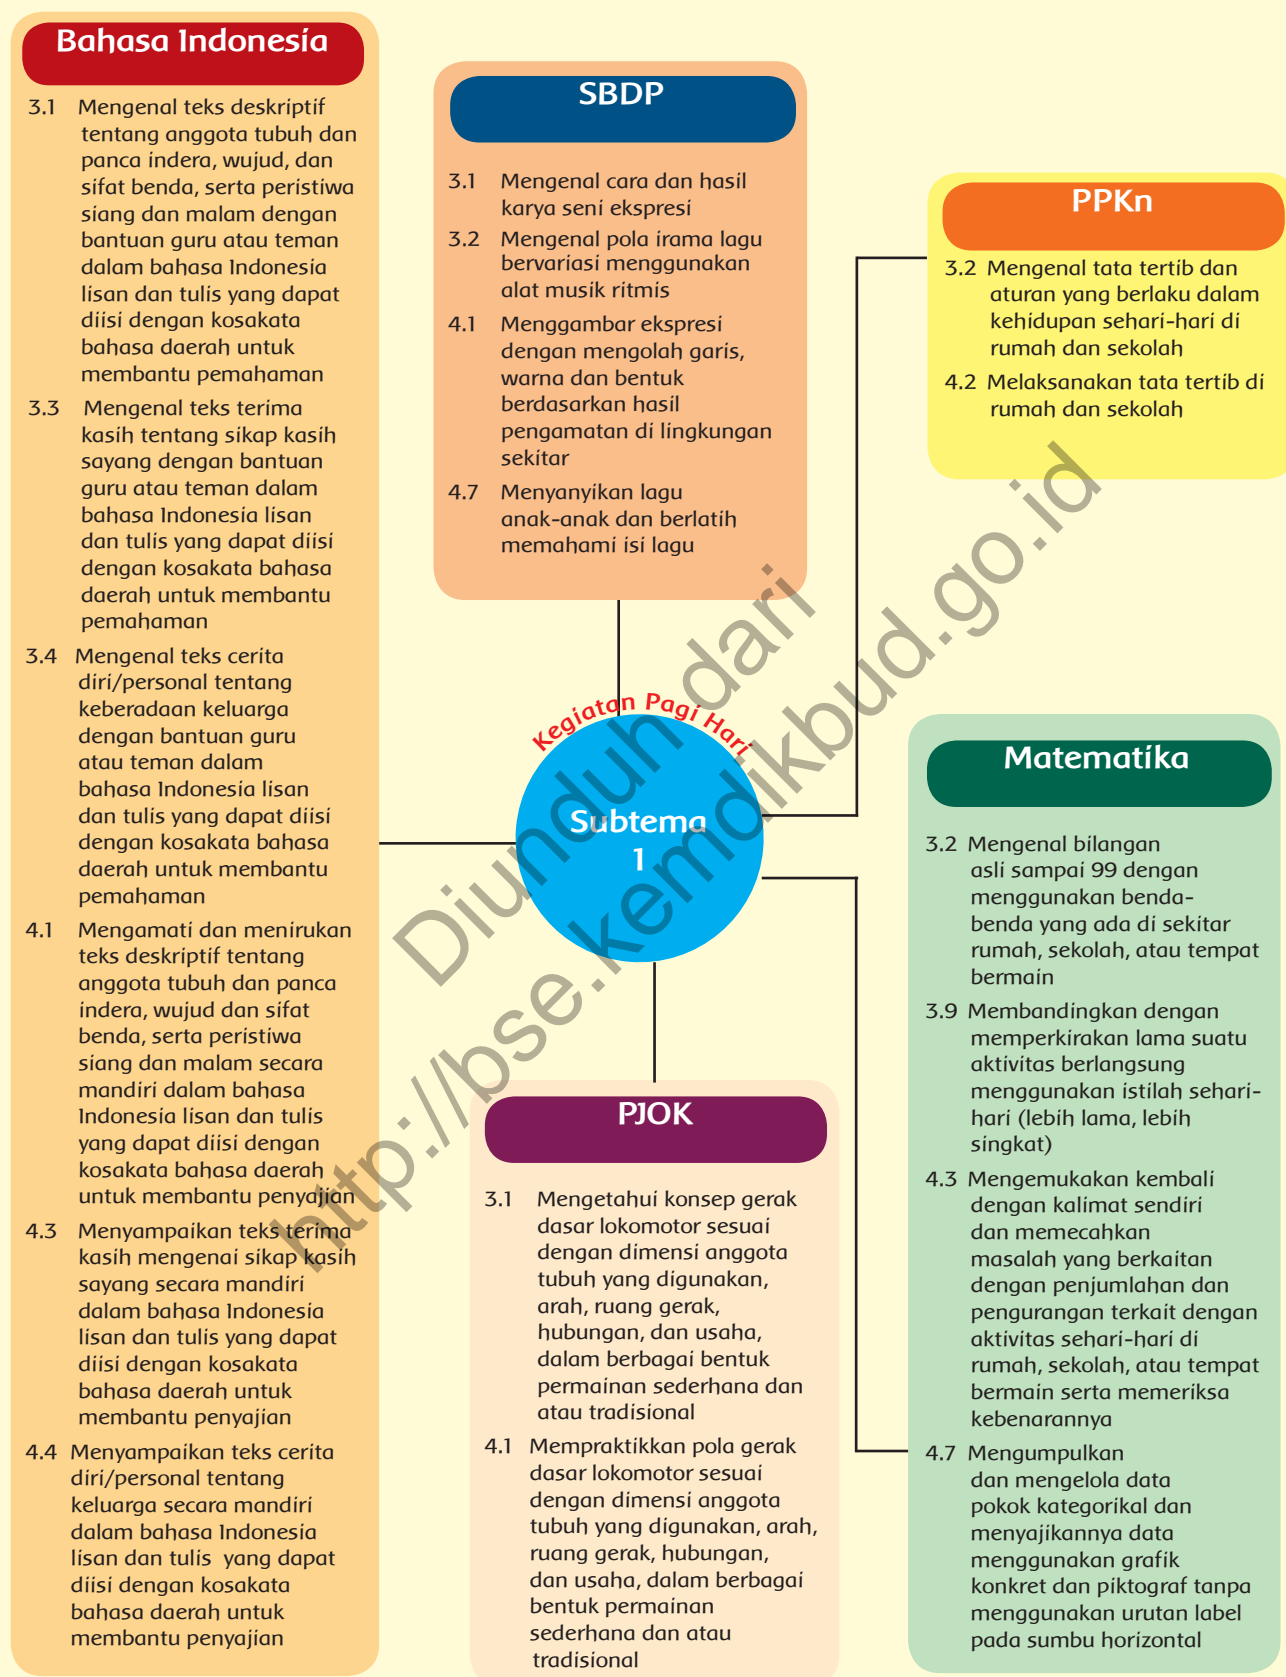 Bahasa Indonesia
3.1 Mengenal teks deskriptif
tentang anggota tubuh dan
panca indera, wujud, dan
sifat benda, serta peristiwa
siang dan malam dengan
bantuan guru atau teman
dalam bahasa Indonesia
lisan dan tulis yang dapat
diisi dengan kosakata
bahasa daerah untuk
membantu pemahaman
3.3 Mengenal teks terima
kasih tentang sikap kasih
sayang dengan bantuan
guru atau teman dalam
bahasa Indonesia lisan
dan tulis yang dapat diisi
dengan kosakata bahasa
daerah untuk membantu
pemahaman
3.4 Mengenal teks cerita
diri/personal tentang
keberadaan keluarga
dengan bantuan guru
atau teman dalam
bahasa Indonesia lisan
dan tulis yang dapat diisi
dengan kosakata bahasa
daerah untuk membantu
pemahaman
4.1 Mengamati dan menirukan
teks deskriptif tentang
anggota tubuh dan panca
indera, wujud dan sifat
benda, serta peristiwa
siang dan malam secara
mandiri dalam bahasa
Indonesia lisan dan tulis
yang dapat diisi dengan
kosakata bahasa daerah
untuk membantu penyajian
4.3 Menyampaikan teks terima
kasih mengenai sikap kasih
sayang secara mandiri
dalam bahasa Indonesia
lisan dan tulis yang dapat
diisi dengan kosakata
bahasa daerah untuk
membantu penyajian
4.4 Menyampaikan teks cerita
diri/personal tentang
keluarga secara mandiri
dalam bahasa Indonesia
lisan dan tulis yang dapat
diisi dengan kosakata
bahasa daerah untuk
membantu penyajian
SBDP
3.1 Mengenal cara dan hasil
karya seni ekspresi
3.2 Mengenal pola irama lagu
bervariasi menggunakan
alat musik ritmis
4.1 Menggambar ekspresi
dengan mengolah garis,
warna dan bentuk
berdasarkan hasil
pengamatan di lingkungan
sekitar
4.7 Menyanyikan lagu
anak-anak dan berlatih
memahami isi lagu
PPKn
3.2 Mengenal tata tertib dan
aturan yang berlaku dalam
kehidupan sehari-hari di
rumah dan sekolah
4.2 Melaksanakan tata tertib di
rumah dan sekolah
Kegiatan Pagi Hari
Subtema
1
Matematika
3.2 Mengenal bilangan
asli sampai 99 dengan
menggunakan benda-
benda yang ada di sekitar
rumah, sekolah, atau tempat
bermain
3.9 Membandingkan dengan
memperkirakan lama suatu
aktivitas berlangsung
menggunakan istilah sehari-
hari (lebih lama, lebih
singkat)
4.3 Mengemukakan kembali
dengan kalimat sendiri
dan memecahkan
masalah yang berkaitan
dengan penjumlahan dan
pengurangan terkait dengan
aktivitas sehari-hari di
rumah, sekolah, atau tempat
bermain serta memeriksa
kebenarannya
4.7 Mengumpulkan
dan mengelola data
pokok kategorikal dan
menyajikannya data
menggunakan grafik
konkret dan piktograf tanpa
menggunakan urutan label
pada sumbu horizontal
PJOK
3.1 Mengetahui konsep gerak
dasar lokomotor sesuai
dengan dimensi anggota
tubuh yang digunakan,
arah, ruang gerak,
hubungan, dan usaha,
dalam berbagai bentuk
permainan sederhana dan
atau tradisional
4.1 Mempraktikkan pola gerak
dasar lokomotor sesuai
dengan dimensi anggota
tubuh yang digunakan, arah,
ruang gerak, hubungan,
dan usaha, dalam berbagai
bentuk permainan
sederhana dan atau
tradisional
Diunduh dari
http://bse.kemdikbud.go.id